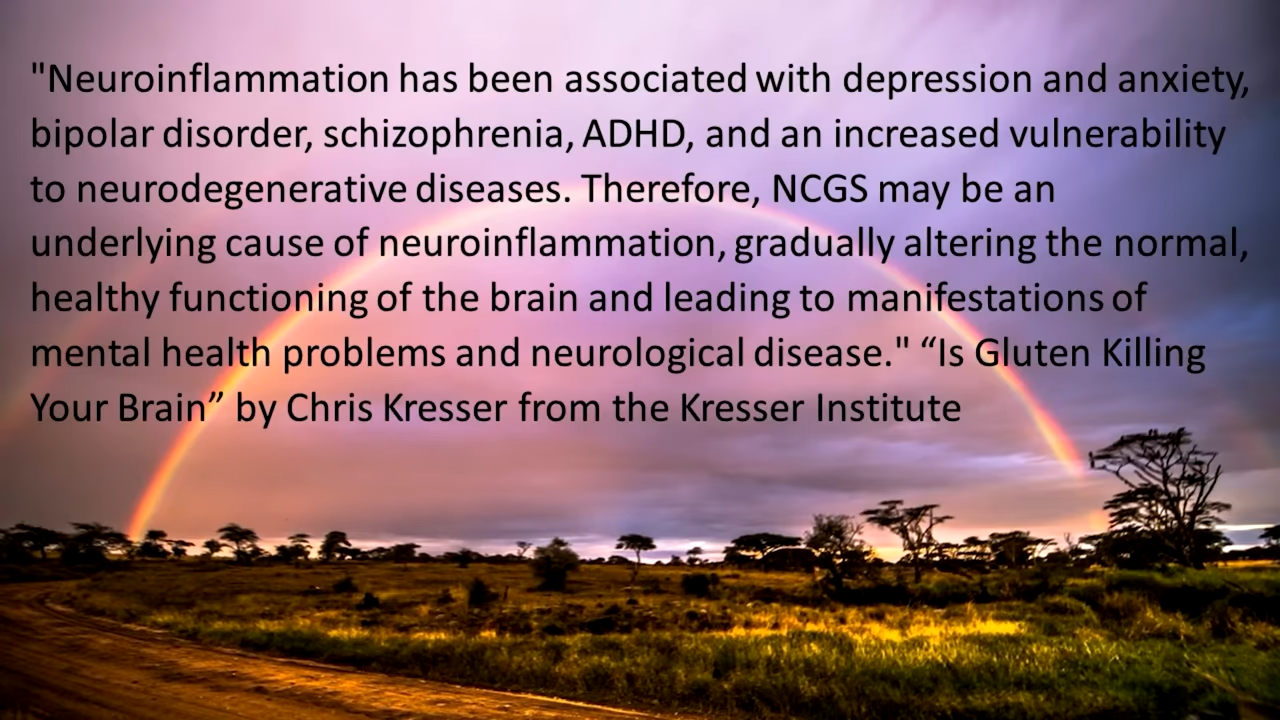 "Neuroinflammation has been associated with depression and anxiety,
bipolar disorder, schizophrenia, ADHD, and an increased vulnerability
to neurodegenerative diseases. Therefore, NCGS may be an
underlying cause of neuroinflammation, gradually altering the normal,
healthy functioning of the brain and leading to manifestations of
mental health problems and neurological disease." “Is Gluten Killing
Your Brain” by Chris Kresser from the Kresser Institute